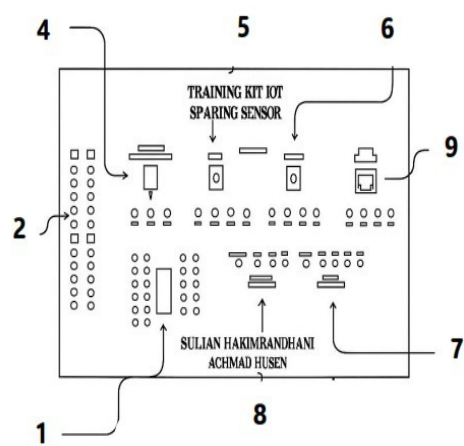 4
5
6
TRAINING KIT IOT
SPARING SENSOR
9
2
SULIAN HAKIMRANDHANI
ACHMAD HUSEN
7
1
8